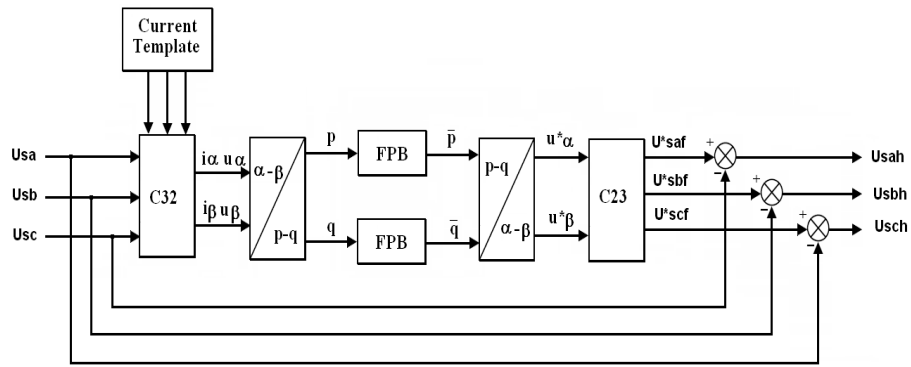 Current
Template
Usa
Usb
Usc
C32
iα uα
iβ uβ
α-β
p-q
p
q
FPB
FPB
p̅
q̅
p-q
α-β
u*α
u*β
C23
U*saf
U*sbf
U*scf
+
−
+
−
+
−
Usah
Usbh
Usch